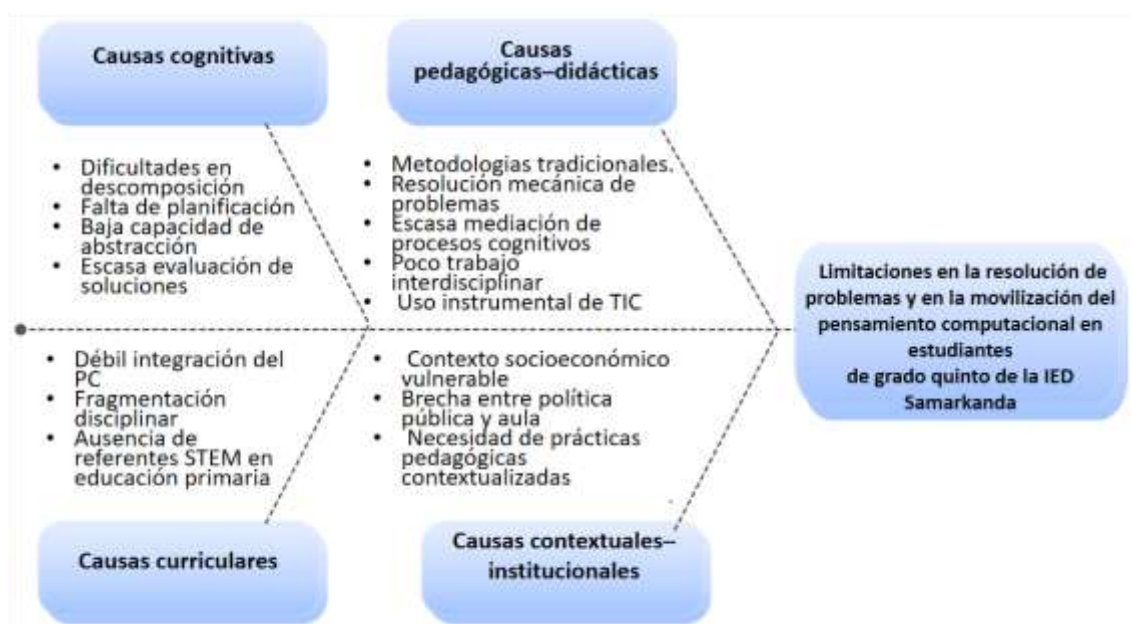 Causas cognitivas
Causas
pedagógicas–didácticas
• Dificultades en
descomposición
• Falta de planificación
• Baja capacidad de
abstracción
• Escasa evaluación de
soluciones
• Metodologias tradicionales.
• Resolución mecánica de
problemas
• Escasa mediación de
procesos cognitivos
• Poco trabajo
interdisciplinar
• Uso instrumental de TIC
Limitaciones en la resolución de
problemas y en la movilización del
pensamiento computacional en
estudiantes
de grado quinto de la IED
Samarkanda
• Débil integración del
PC
• Fragmentación
disciplinar
• Ausencia de
referentes STEM en
educación primaria
• Contexto socioeconómico
vulnerable
• Brecha entre política
pública y aula
• Necesidad de prácticas
pedagógicas
contextualizadas
Causas curriculares
Causas contextuales–
institucionales